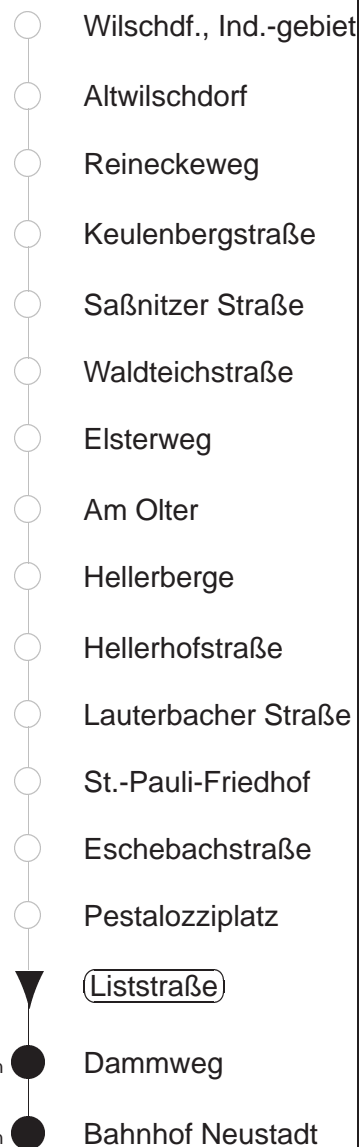 Wilschdf., Ind.-gebiet
Altwilschdorf
Reineckeweg
Keulenbergstraße
Saßnitzer Straße
Waldteichstraße
Elsterweg
Am Olter
Hellerberge
Hellerhofstraße
Lauterbacher Straße
St.-Pauli-Friedhof
Eschebachstraße
Pestalozziplatz
Liststraße
Dammweg
Bahnhof Neustadt